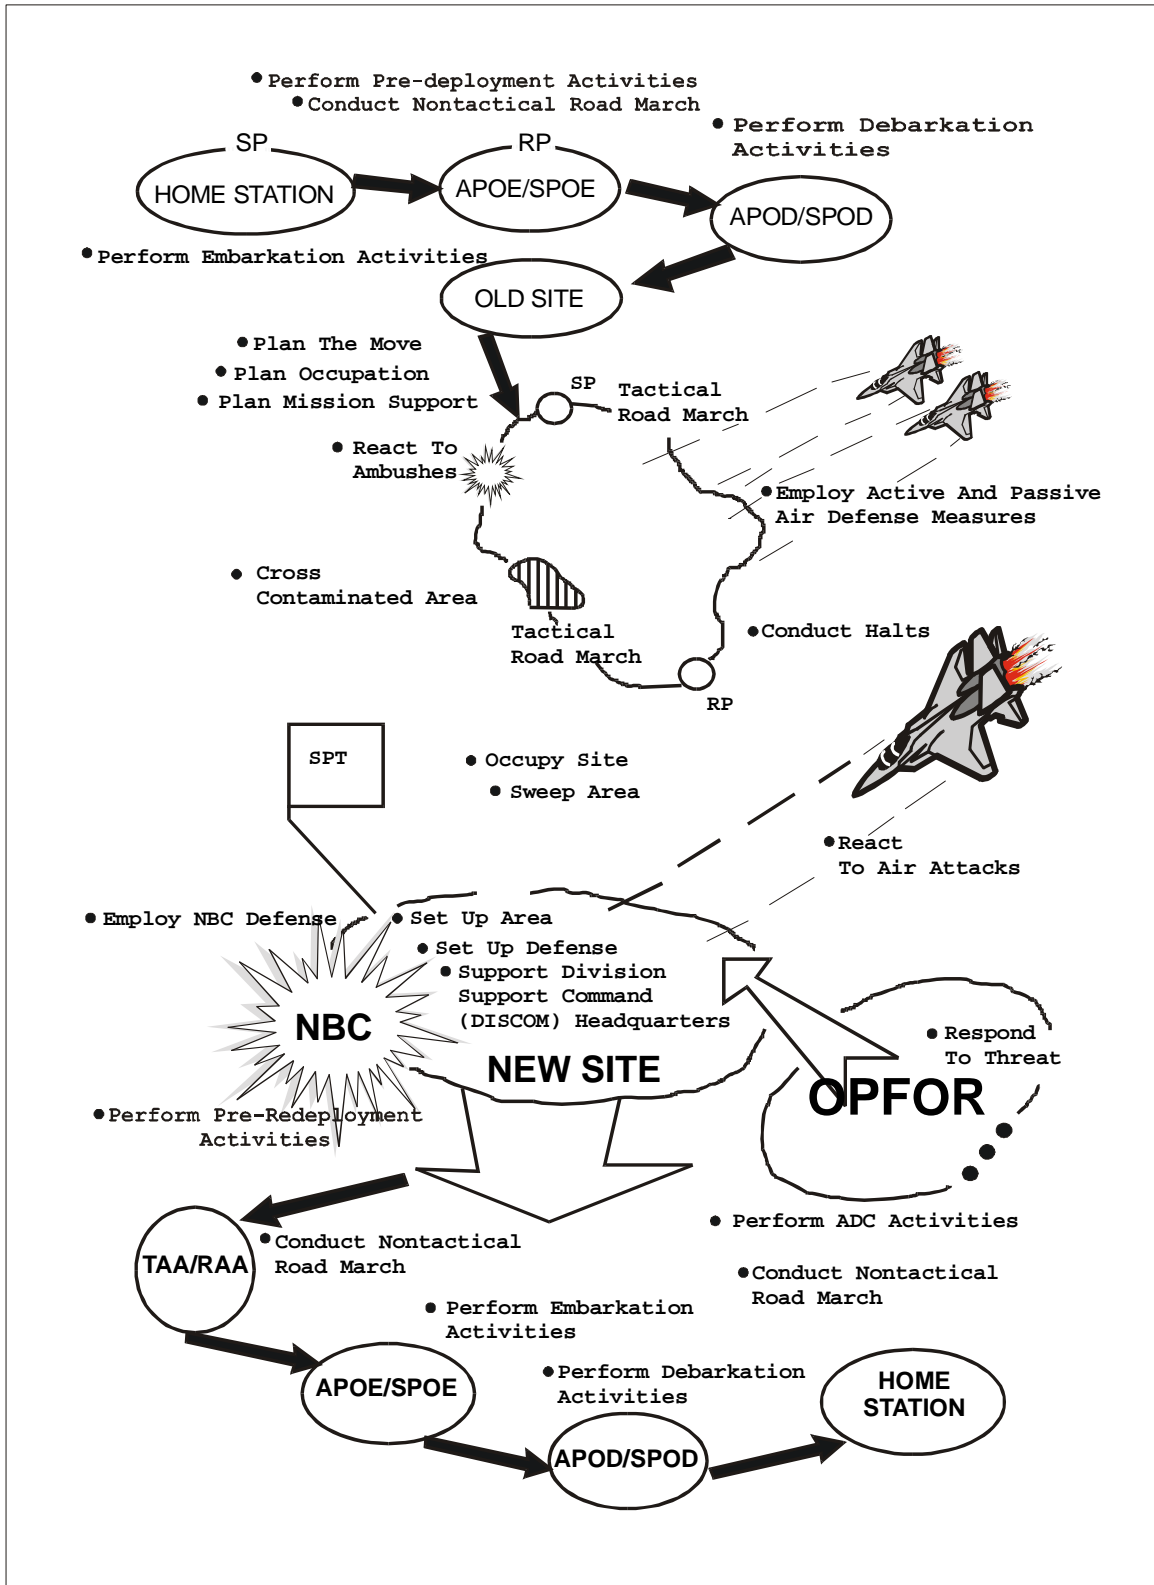 • Perform Pre-deployment Activities
• Conduct Nontactical Road March
• Perform Debarkation
Activities
SP
HOME STATION
RP
APOE/SPOE
APOD/SPOD
• Perform Embarkation Activities
OLD SITE
• Plan The Move
• Plan Occupation
• Plan Mission Support
SP
Tactical
Road March
• React To
Ambushes
• Employ Active And Passive
Air Defense Measures
• Cross
Contaminated Area
Tactical
Road March
• Conduct Halts
RP
SPT
• Occupy Site
• Sweep Area
• React
To Air Attacks
• Employ NBC Defense
• Set Up Area
• Set Up Defense
• Support Division
Support Command
(DISCOM) Headquarters
NBC
NEW SITE
• Respond
To Threat
OPFOR
• Perform Pre-Redeployment
Activities
• Perform ADC Activities
TAA/RAA
• Conduct Nontactical
Road March
• Conduct Nontactical
Road March
• Perform Embarkation
Activities
APOE/SPOE
• Perform Debarkation
Activities
HOME
STATION
APOD/SPOD